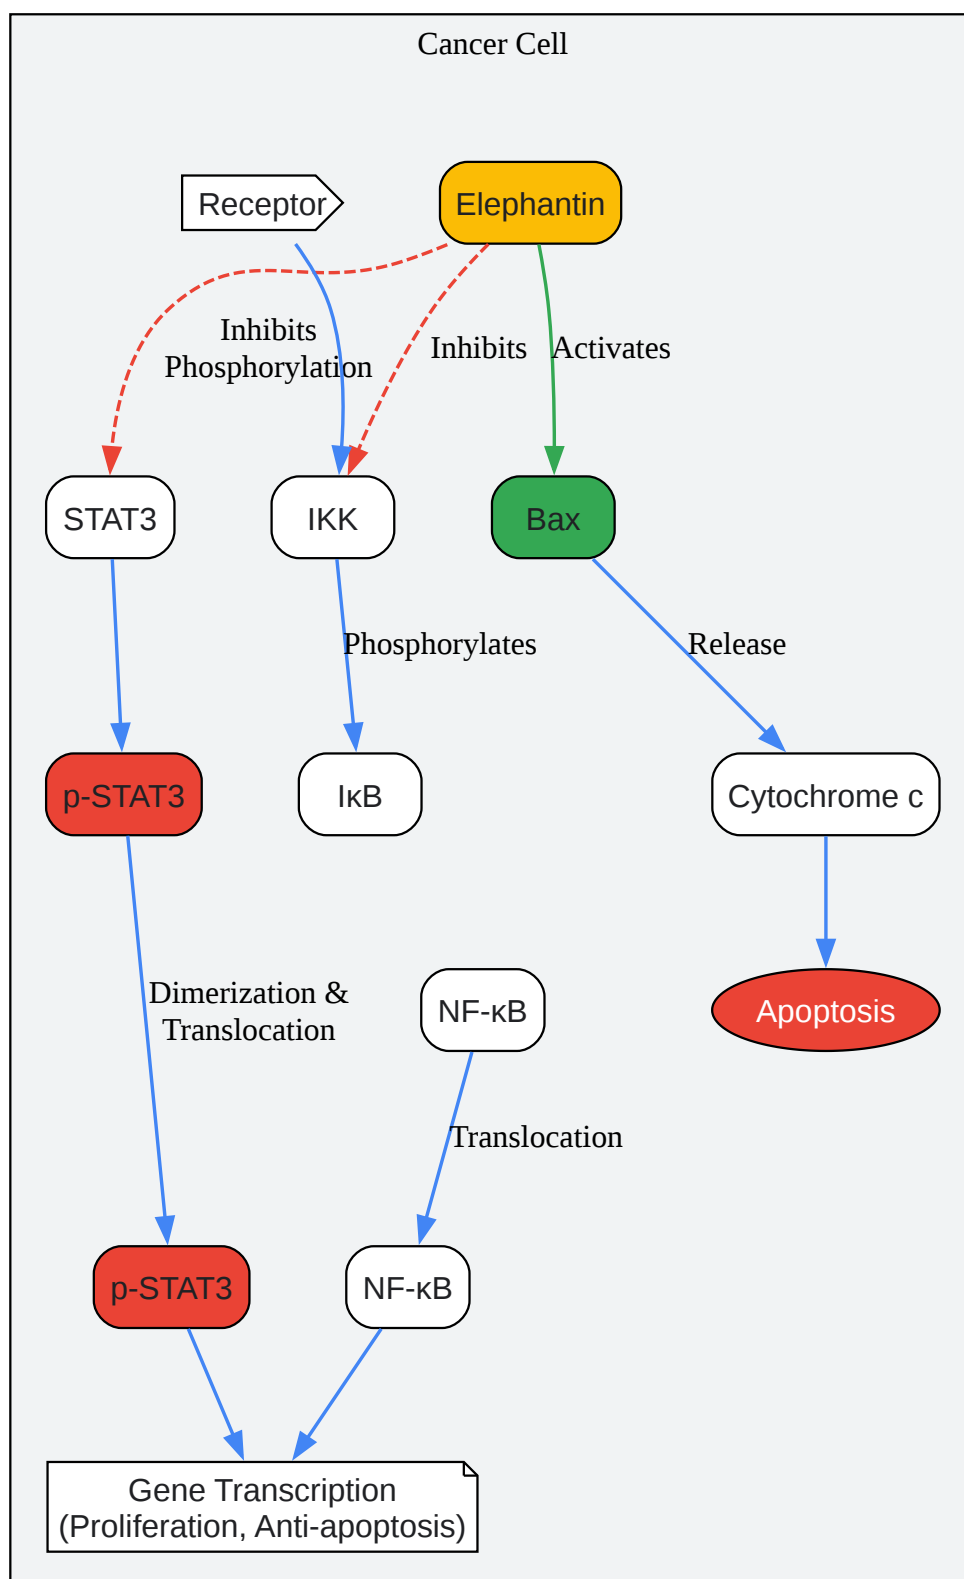 Cancer Cell
Receptor
Elephantin
Inhibits
Phosphorylation
Inhibits
Activates
STAT3
IKK
Bax
Phosphorylates
Release
p-STAT3
IκB
Cytochrome c
Dimerization &
Translocation
NF-κB
Apoptosis
Translocation
p-STAT3
NF-κB
Gene Transcription
(Proliferation, Anti-apoptosis)